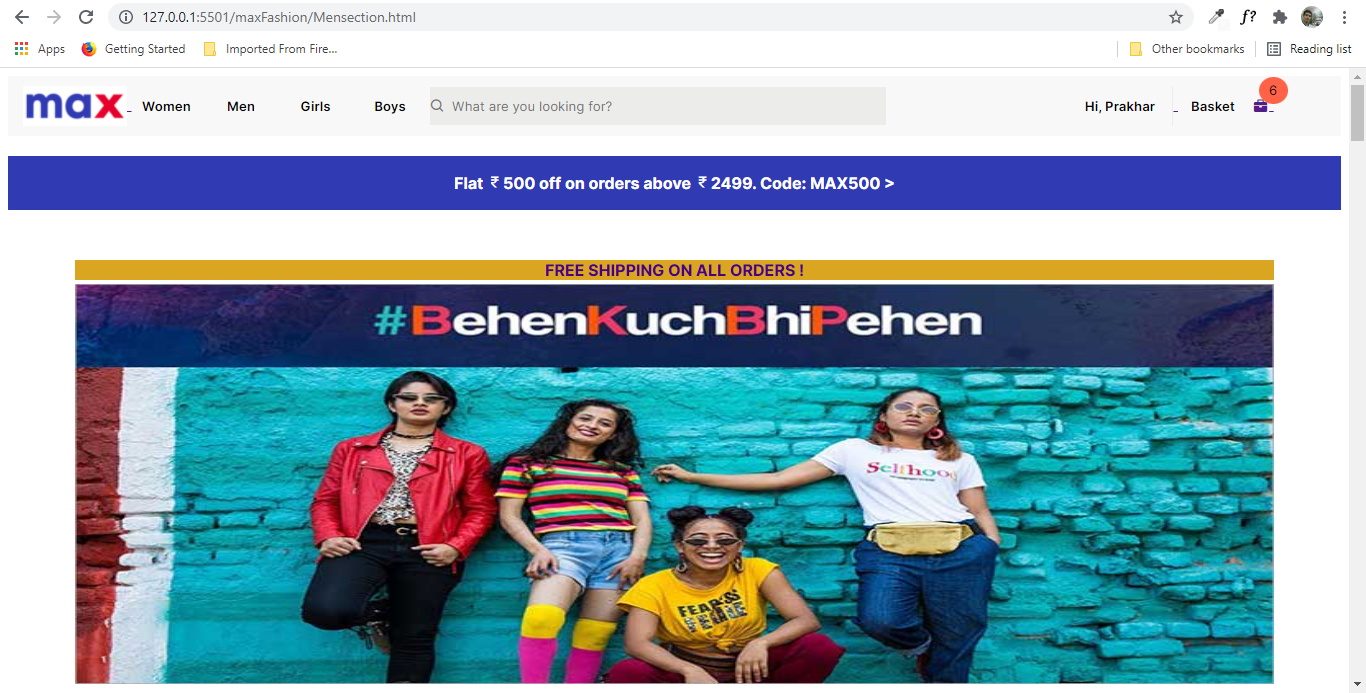 127.0.0.1:5501/maxFashion/Mensection.html
f?
Apps Getting Started Imported From Fire... Other bookmarks Reading list
max Women Men Girls Boys What are you looking for? Hi, Prakhar Basket 6
Flat ₹ 500 off on orders above ₹ 2499. Code: MAX500 >
FREE SHIPPING ON ALL ORDERS !
#BehenKuchBhiPehen
Selfhood
FEARSS